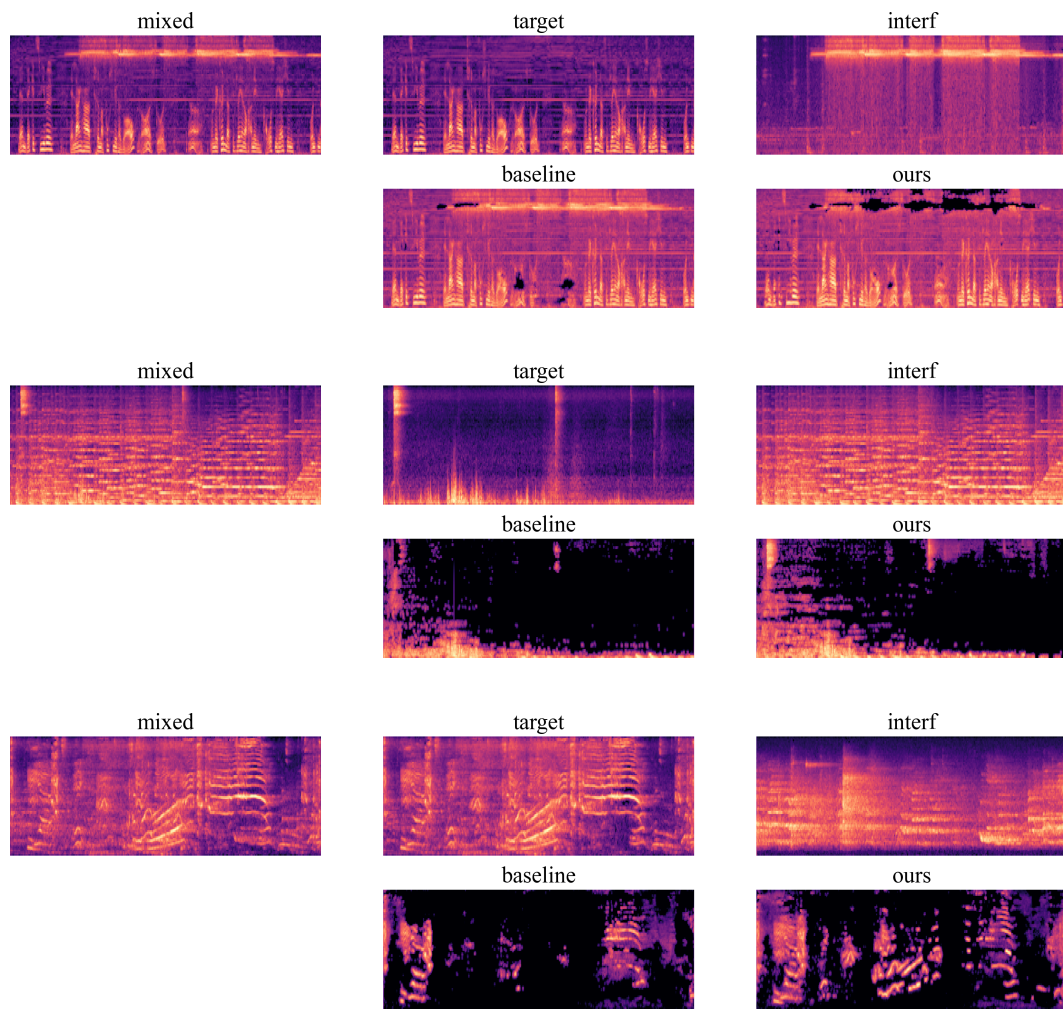 mixed target interf
baseline ours
mixed target interf
baseline ours
mixed target interf
baseline ours